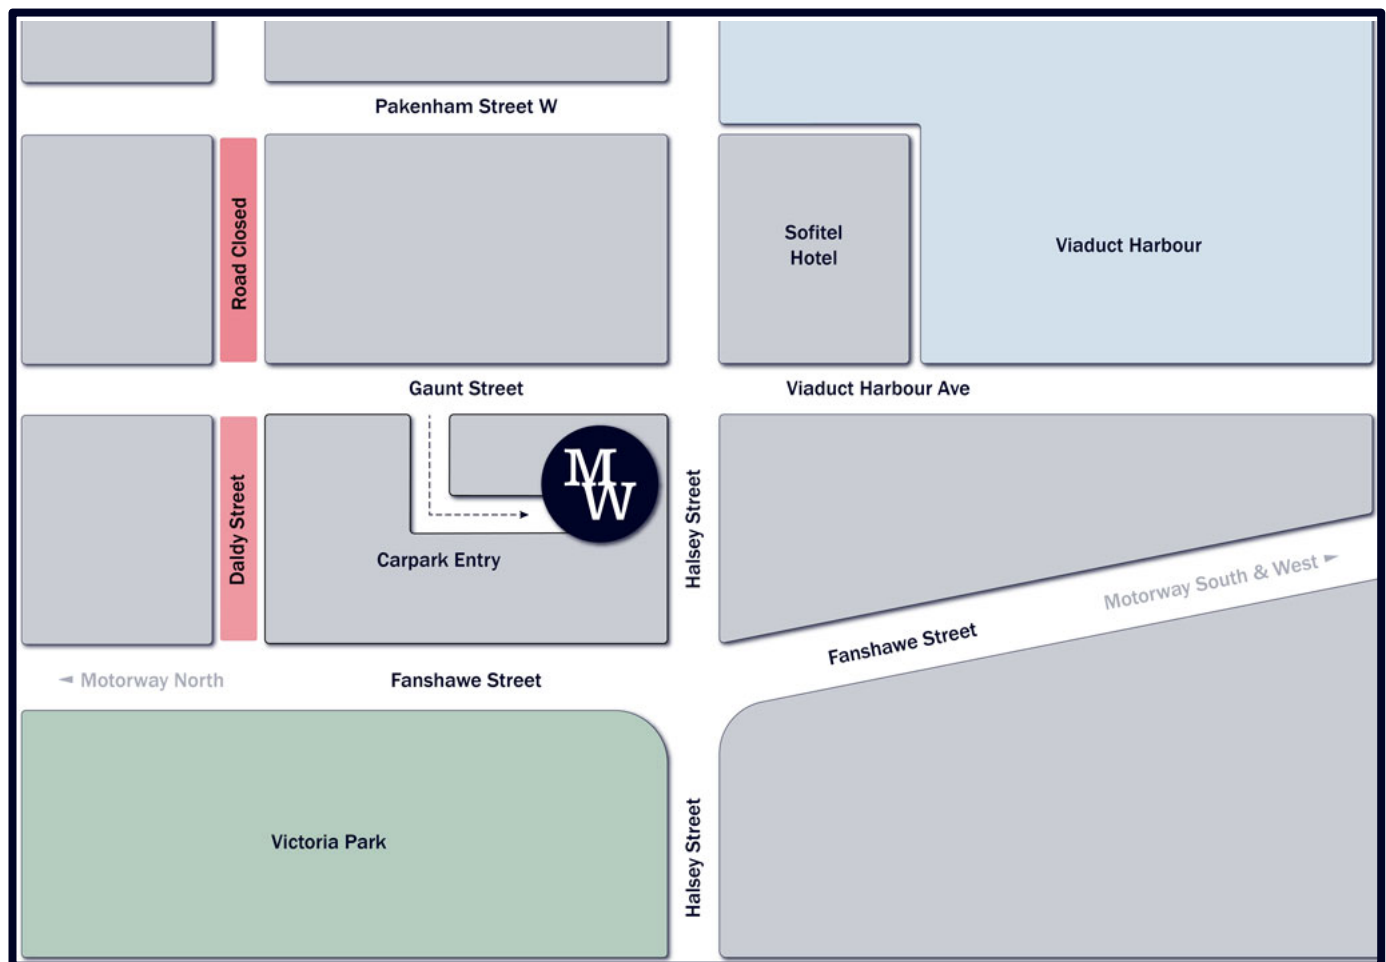 Pakenham Street W
Road Closed
Sofitel
Hotel
Viaduct Harbour
Gaunt Street
Viaduct Harbour Ave
Daldy Street
MW
Halsey Street
Carpark Entry
Motorway South & West
Fanshawe Street
Motorway North
Fanshawe Street
Victoria Park
Halsey Street